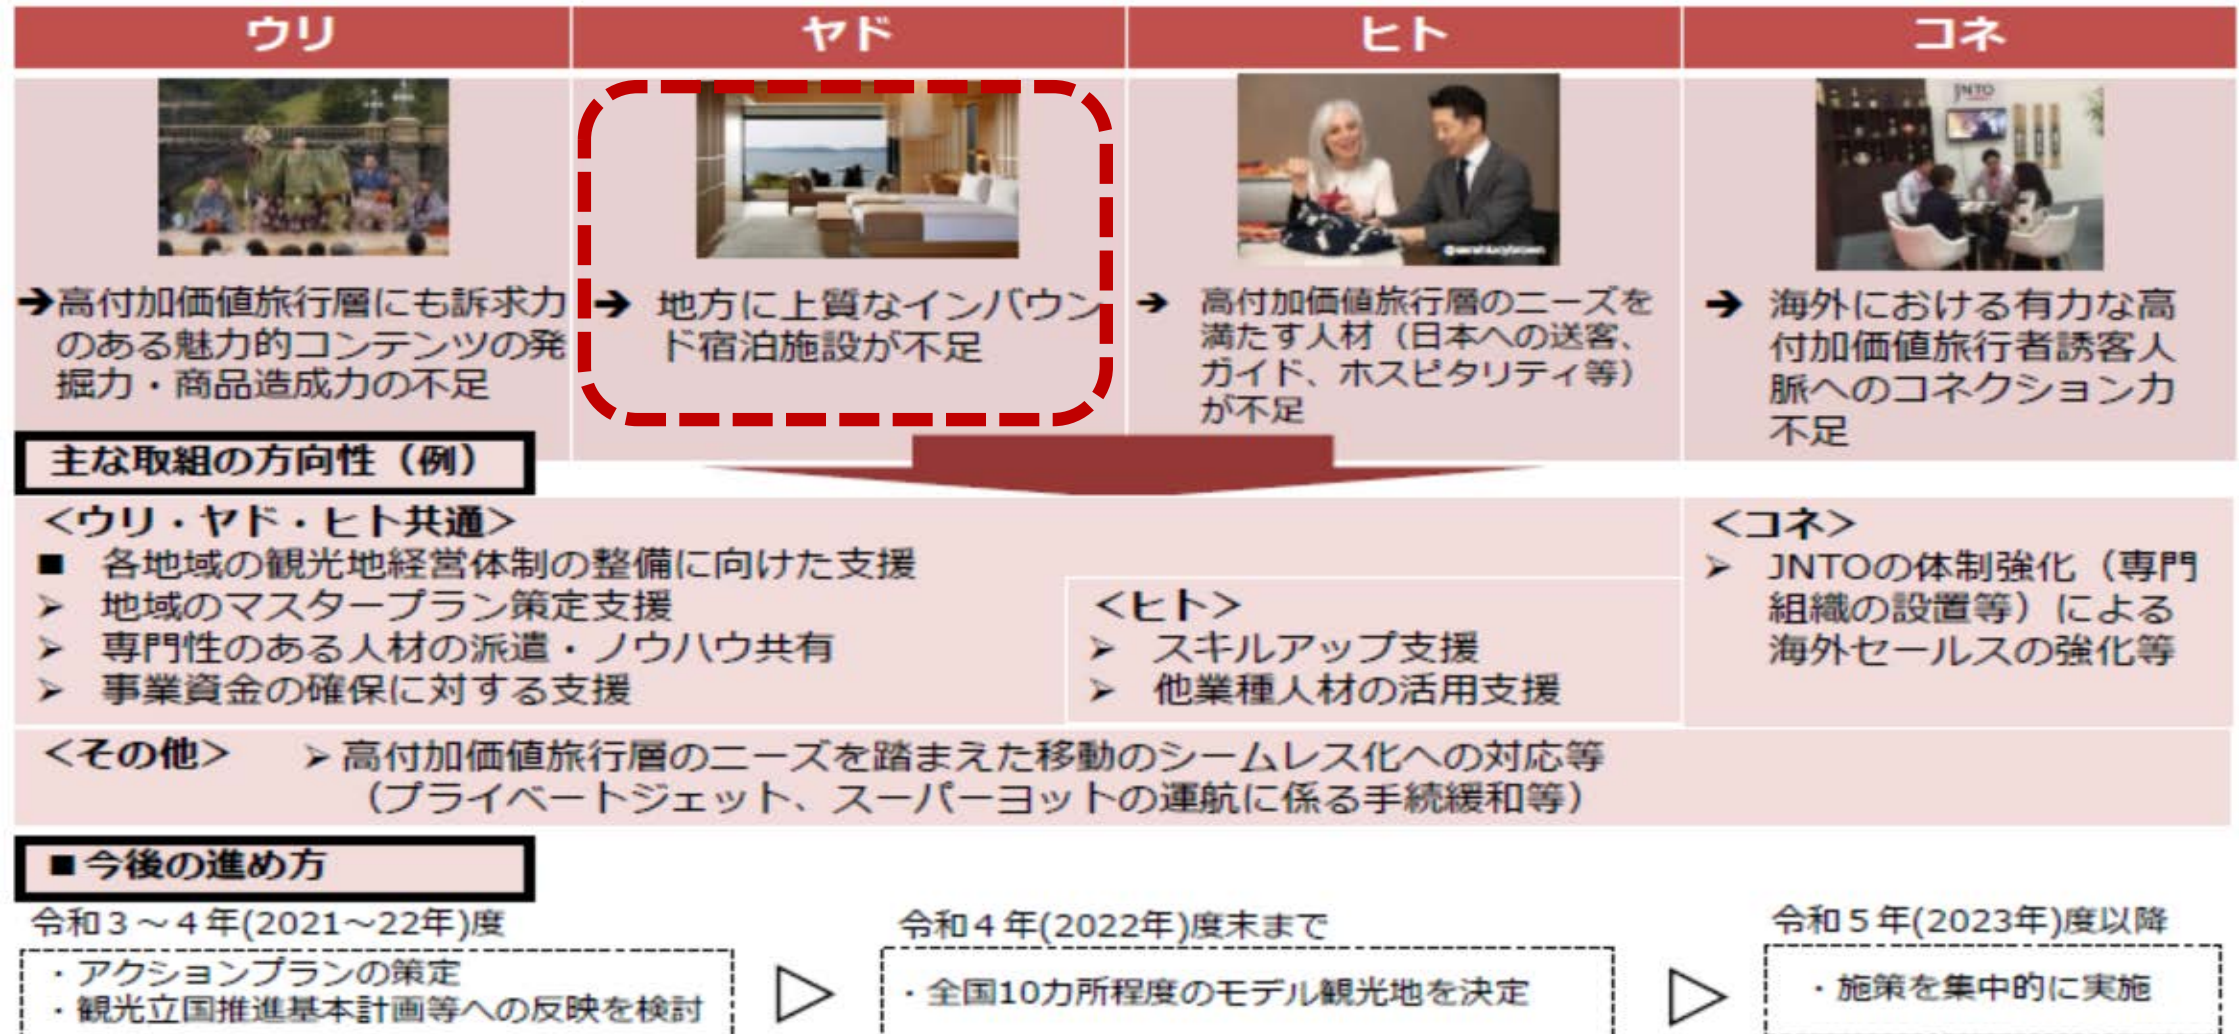 ウリ
ヤド
ヒト
コネ
JNTO
➔高付加価値旅行層にも訴求力
のある魅力的コンテンツの発
掘力・商品造成力の不足
➔ 地方に上質なインバウン
ド宿泊施設が不足
➔ 高付加価値旅行層のニーズを
満たす人材（日本への送客、
ガイド、ホスピタリティ等）
が不足
➔ 海外における有力な高
付加価値旅行者誘客人
脈へのコネクション力
不足
主な取組の方向性（例）
＜ウリ・ヤド・ヒト共通＞
■ 各地域の観光地経営体制の整備に向けた支援
➢ 地域のマスタープラン策定支援
➢ 専門性のある人材の派遣・ノウハウ共有
➢ 事業資金の確保に対する支援
＜ヒト＞
➢ スキルアップ支援
➢ 他業種人材の活用支援
＜コネ＞
➢ JNTOの体制強化（専門
組織の設置等）による
海外セールスの強化等
＜その他＞ ➢高付加価値旅行層のニーズを踏まえた移動のシームレス化への対応等
（プライベートジェット、スーパーヨットの運航に係る手続緩和等）
■今後の進め方
令和３～４年(2021～22年)度
・アクションプランの策定
・観光立国推進基本計画等への反映を検討
令和４年(2022年)度末まで
・全国10カ所程度のモデル観光地を決定
令和５年(2023年)度以降
・施策を集中的に実施